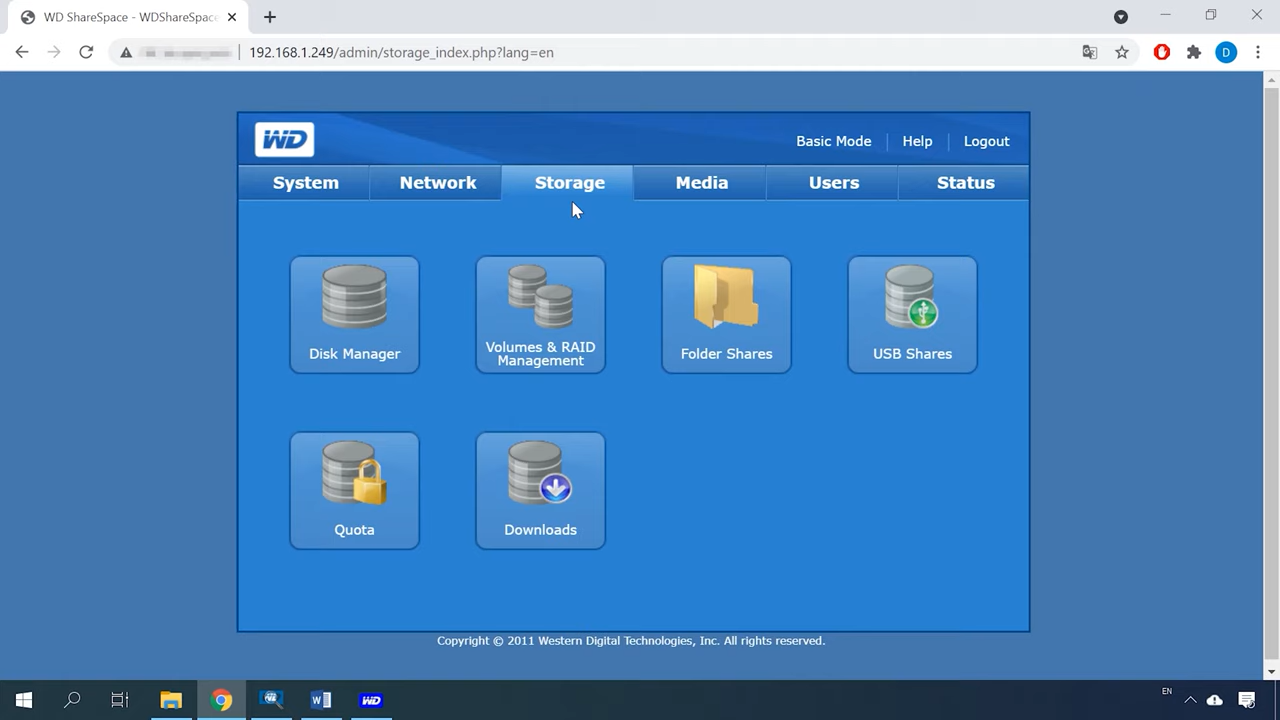 WD ShareSpace - WDShareSpace
192.168.1.249/admin/storage_index.php?lang=en
D
WD
Basic Mode Help Logout
System Network Storage Media Users Status
Disk Manager
Volumes & RAID
Management
Folder Shares
USB Shares
Quota
Downloads
Copyright © 2011 Western Digital Technologies, Inc. All rights reserved.
W WD
EN